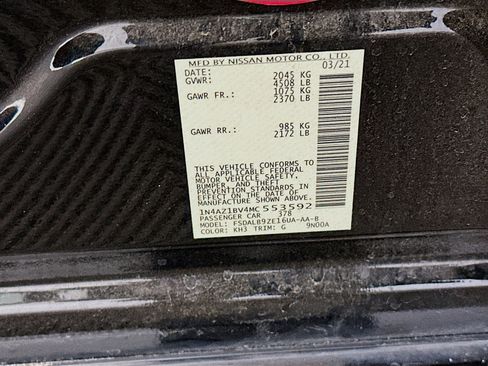 MFD BY NISSAN MOTOR CO., LTD.
DATE: 03/21
GVWR: 2045 KG
4508 LB
GAWR FR.: 1075 KG
2370 LB
GAWR RR.: 985 KG
2172 LB
THIS VEHICLE CONFORMS TO
ALL APPLICABLE FEDERAL
MOTOR VEHICLE SAFETY,
BUMPER, AND THEFT
PREVENTION STANDARDS IN
EFFECT ON THE DATE OF
MANUFACTURE SHOWN ABOVE.
1N4AZ1BV4MC553592
PASSENGER CAR 378
MODEL: FSDALB9ZE16UA-AA-B
COLOR: KH3 TRIM: G 9N00A